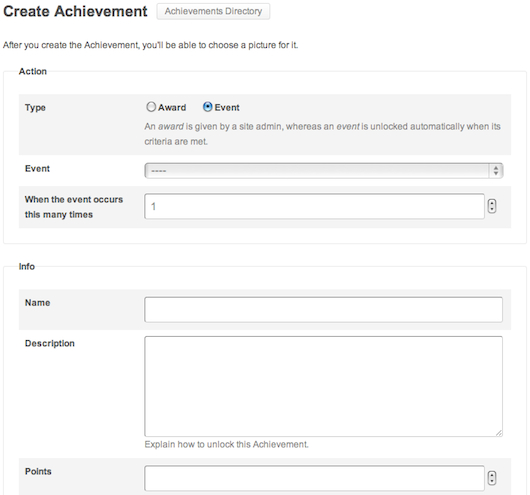 Create Achievement Achievements Directory
After you create the Achievement, you'll be able to choose a picture for it.
Action
Type Award Event
An award is given by a site admin, whereas an event is unlocked automatically when its
criteria are met.
Event ----
When the event occurs
this many times 1
Info
Name
Description
Explain how to unlock this Achievement.
Points